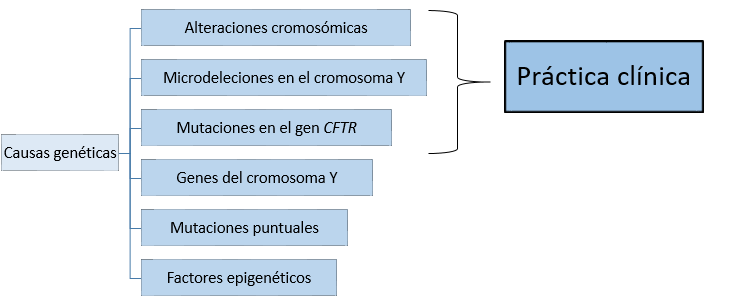 Causas genéticas
Alteraciones cromosómicas
Microdeleciones en el cromosoma Y
Mutaciones en el gen CFTR
Genes del cromosoma Y
Mutaciones puntuales
Factores epigenéticos
Práctica clínica